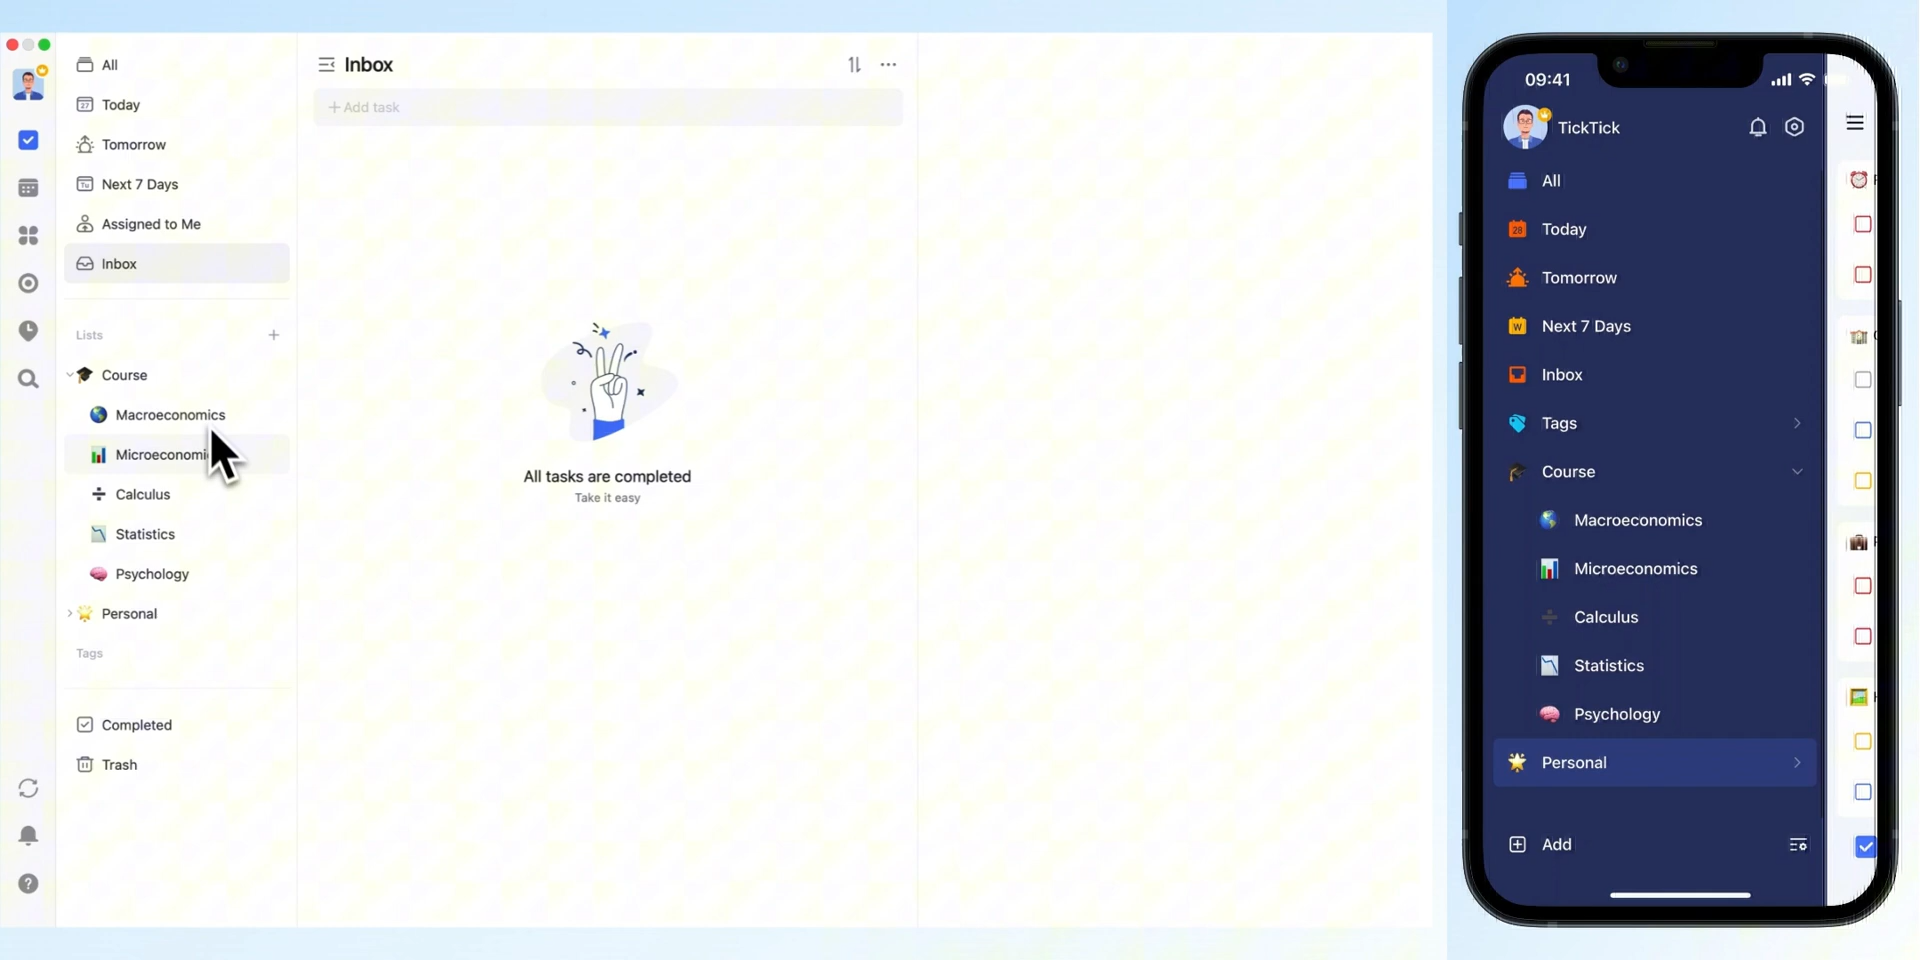 All
Today
Tomorrow
Next 7 Days
Assigned to Me
Inbox
Lists
Course
Macroeconomics
Calculus
Statistics
Psychology
Personal
Tags
Completed
Trash
Inbox
+ Add task
All tasks are completed
Take it easy
09:41
TickTick
All
28
Today
Tomorrow
W
Next 7 Days
Inbox
Tags
Course
Macroeconomics
Microeconomics
Calculus
Statistics
Psychology
Personal
Add